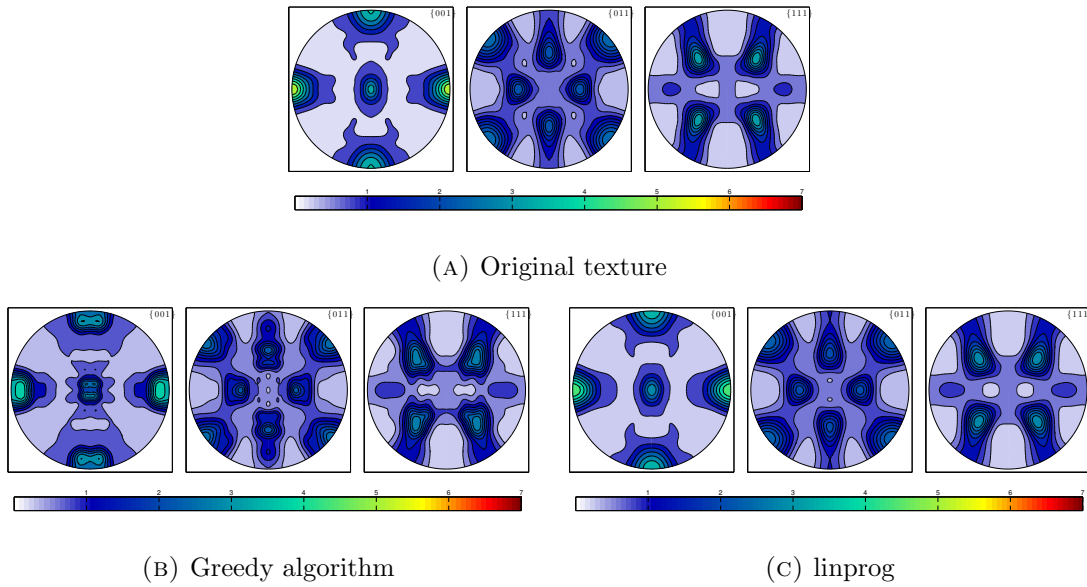 {001} {011} {111}
1 2 3 4 5 6 7
(A) Original texture
{001} {011} {111} {001} {011} {111}
1 2 3 4 5 6 7 1 2 3 4 5 6 7
(B) Greedy algorithm (C) linprog